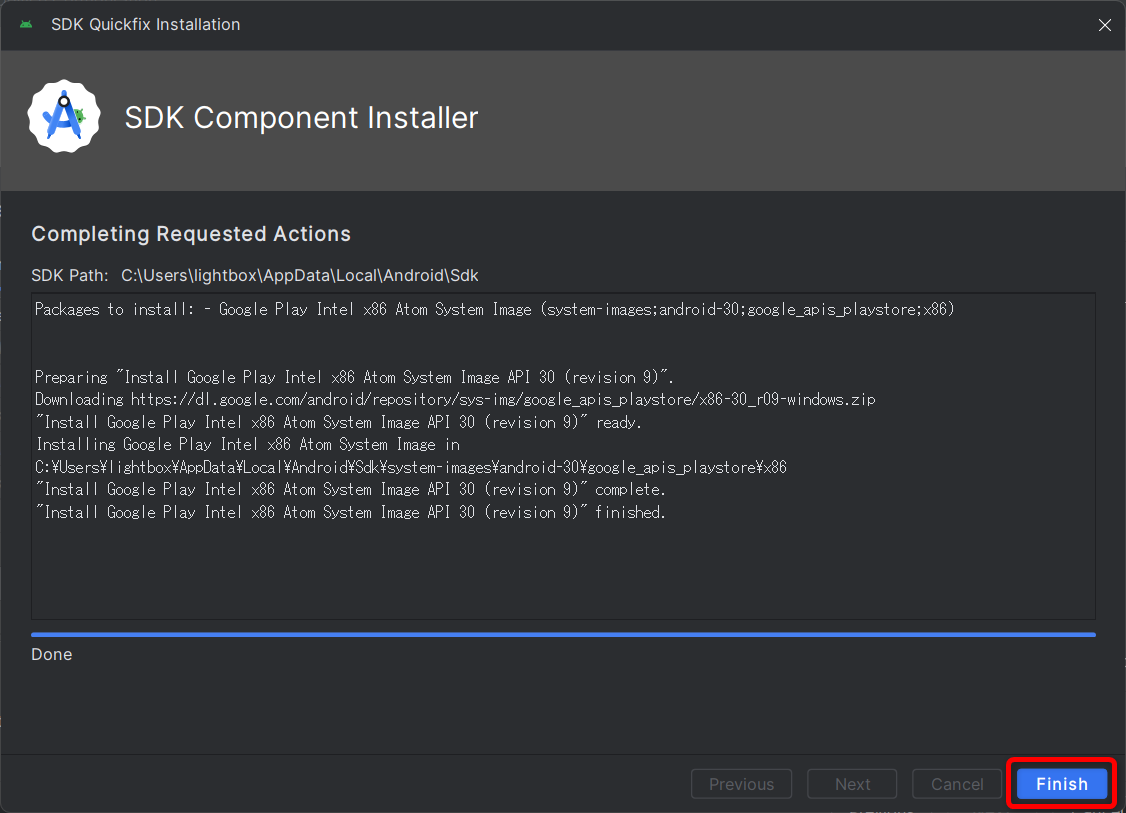 SDK Quickfix Installation
SDK Component Installer
Completing Requested Actions
SDK Path: C:\Users\lightbox\AppData\Local\Android\Sdk
Packages to install: - Google Play Intel x86 Atom System Image (system-images;android-30;google_apis_playstore;x86)
Preparing "Install Google Play Intel x86 Atom System Image API 30 (revision 9)".
Downloading https://dl.google.com/android/repository/sys-img/google_apis_playstore/x86-30_r09-windows.zip
"Install Google Play Intel x86 Atom System Image API 30 (revision 9)" ready.
Installing Google Play Intel x86 Atom System Image in
C:¥Users¥lightbox¥AppData¥Local¥Android¥Sdk¥system-images¥android-30¥google_apis_playstore¥x86
"Install Google Play Intel x86 Atom System Image API 30 (revision 9)" complete.
"Install Google Play Intel x86 Atom System Image API 30 (revision 9)" finished.
Done
Previous Next Cancel Finish